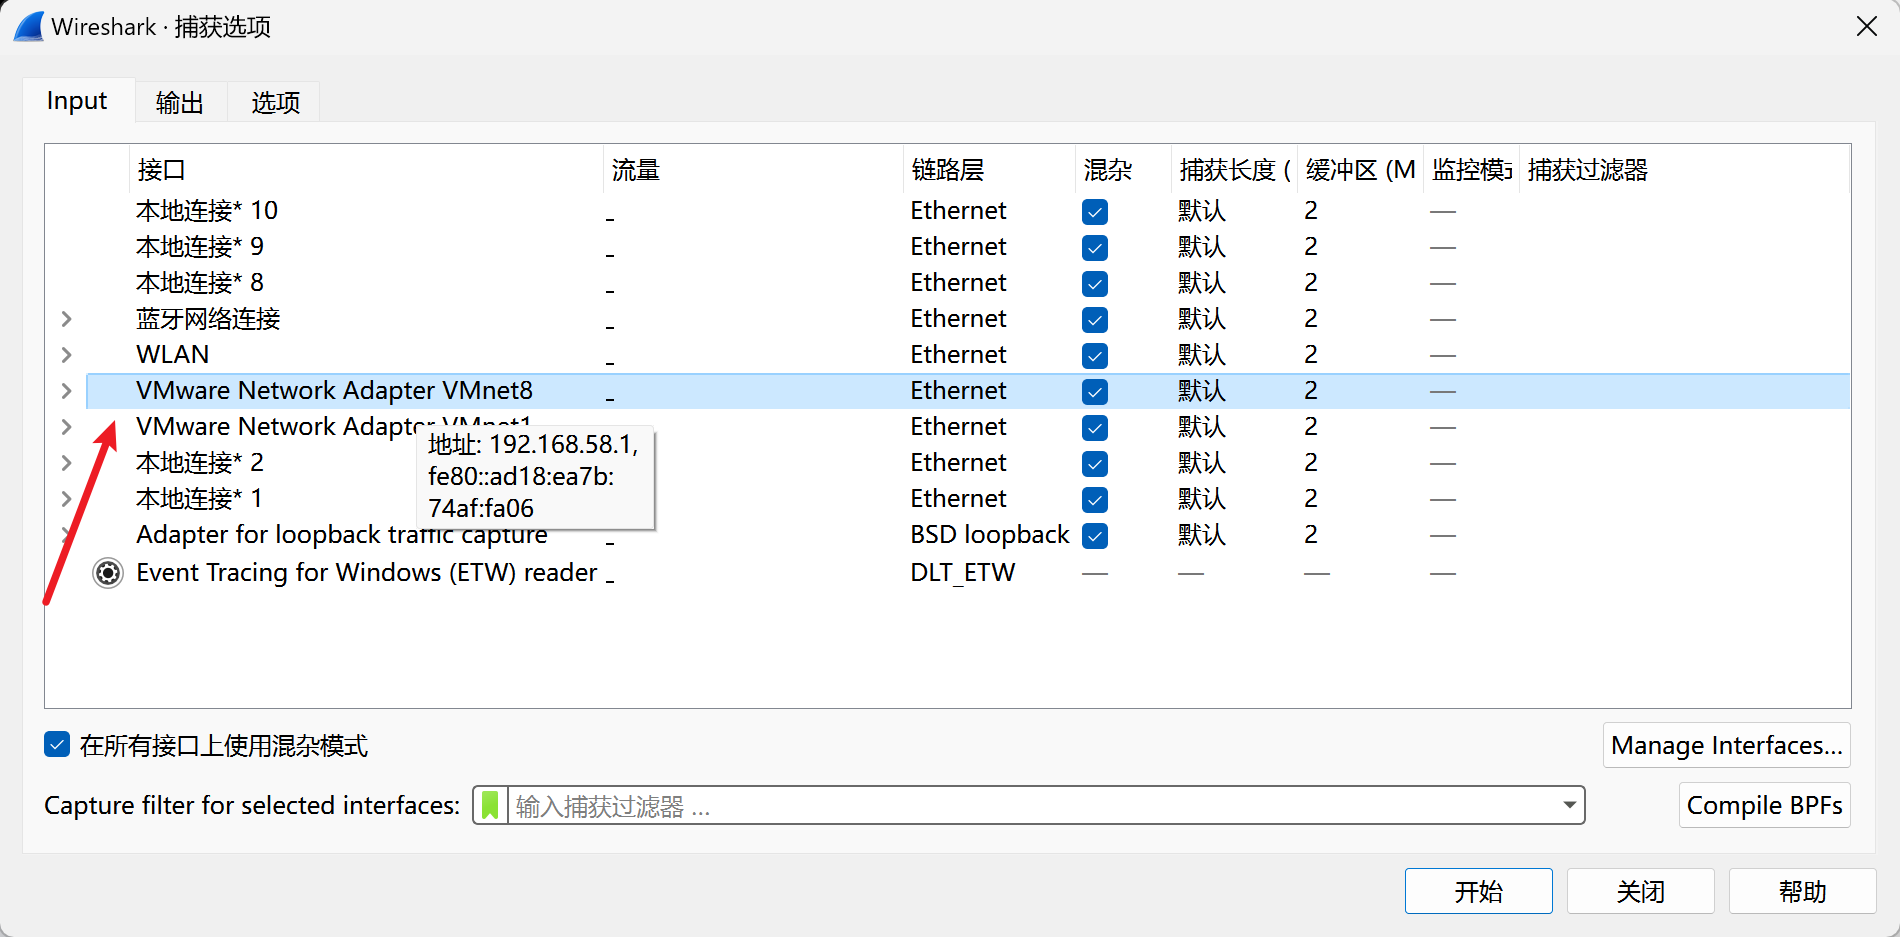 Wireshark · 捕获选项
Input 输出 选项
接口 流量 链路层 混杂 捕获长度 ( 缓冲区 (M 监控模式 捕获过滤器
本地连接* 10 _ Ethernet 默认 2 —
本地连接* 9 _ Ethernet 默认 2 —
本地连接* 8 _ Ethernet 默认 2 —
蓝牙网络连接 _ Ethernet 默认 2 —
WLAN _ Ethernet 默认 2 —
VMware Network Adapter VMnet8 _ Ethernet 默认 2 —
VMware Network Adapter VMnet1 Ethernet 默认 2 —
本地连接* 2 Ethernet 默认 2 —
本地连接* 1 Ethernet 默认 2 —
地址: 192.168.58.1,
fe80::ad18:ea7b:
74af:fa06
Adapter for loopback traffic capture _ BSD loopback 默认 2 —
Event Tracing for Windows (ETW) reader _ DLT_ETW — — — —
在所有接口上使用混杂模式
Manage Interfaces...
Capture filter for selected interfaces: 输入捕获过滤器 ...
Compile BPFs
开始 关闭 帮助